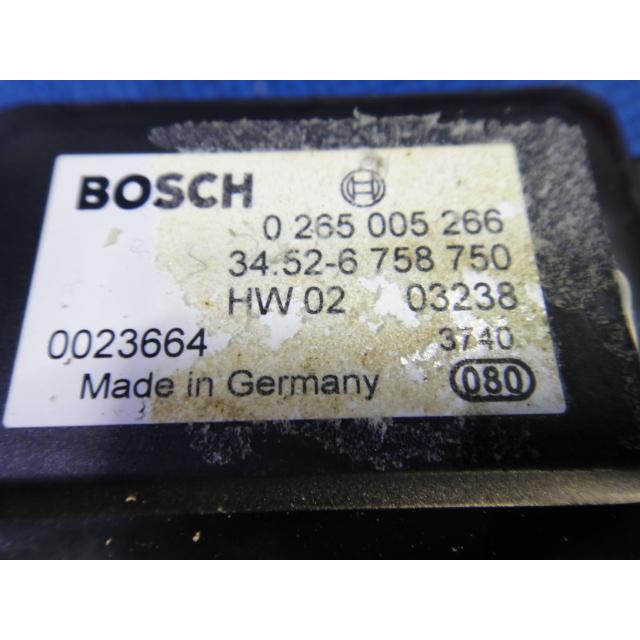 BOSCH
0 265 005 266
34.52-6 758 750
HW 02 03238
0023664 3740
Made in Germany 080